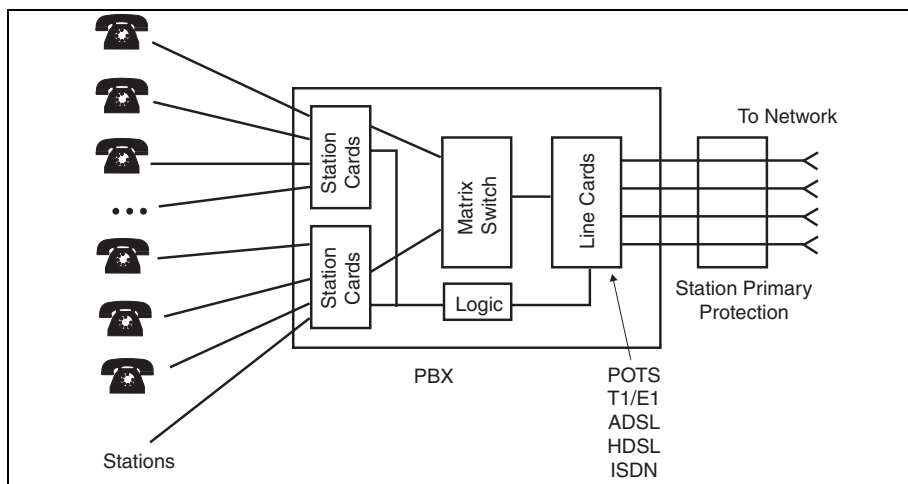 To Network
Station
Cards
Matrix
Switch
Line Cards
Station
Cards
Logic
Station Primary
Protection
PBX
POTS
T1/E1
ADSL
HDSL
ISDN
Stations